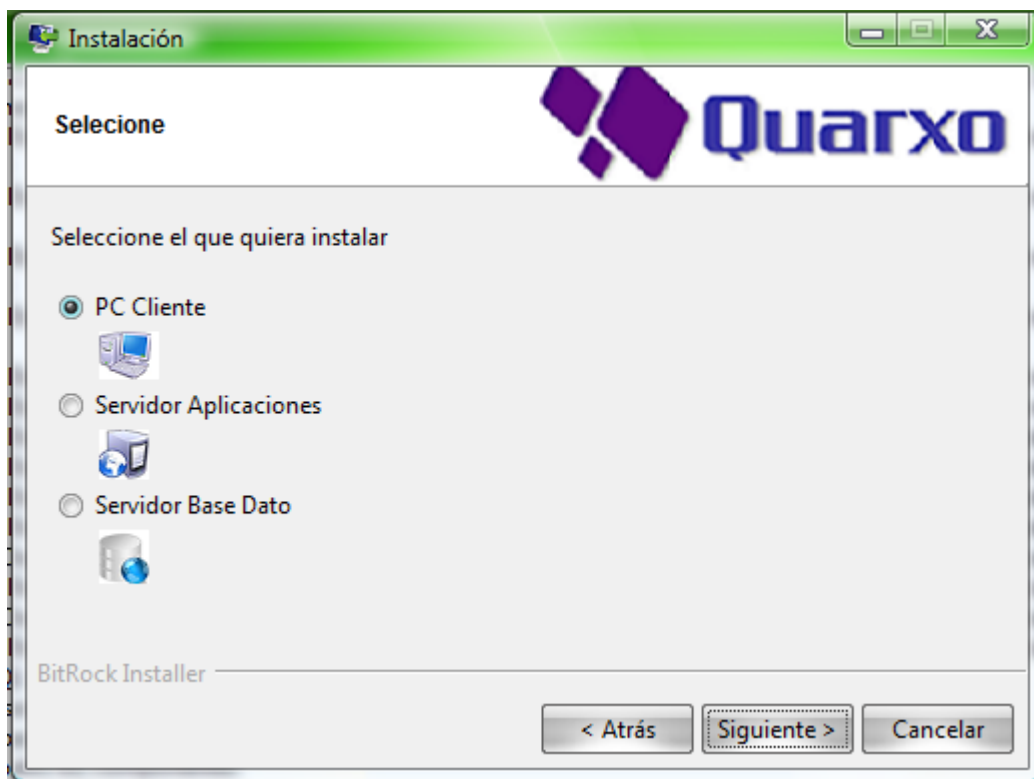 Instalación
Selecione
Quarxo
Seleccione el que quiera instalar
PC Cliente
Servidor Aplicaciones
Servidor Base Dato
BitRock Installer
< Atrás Siguiente > Cancelar